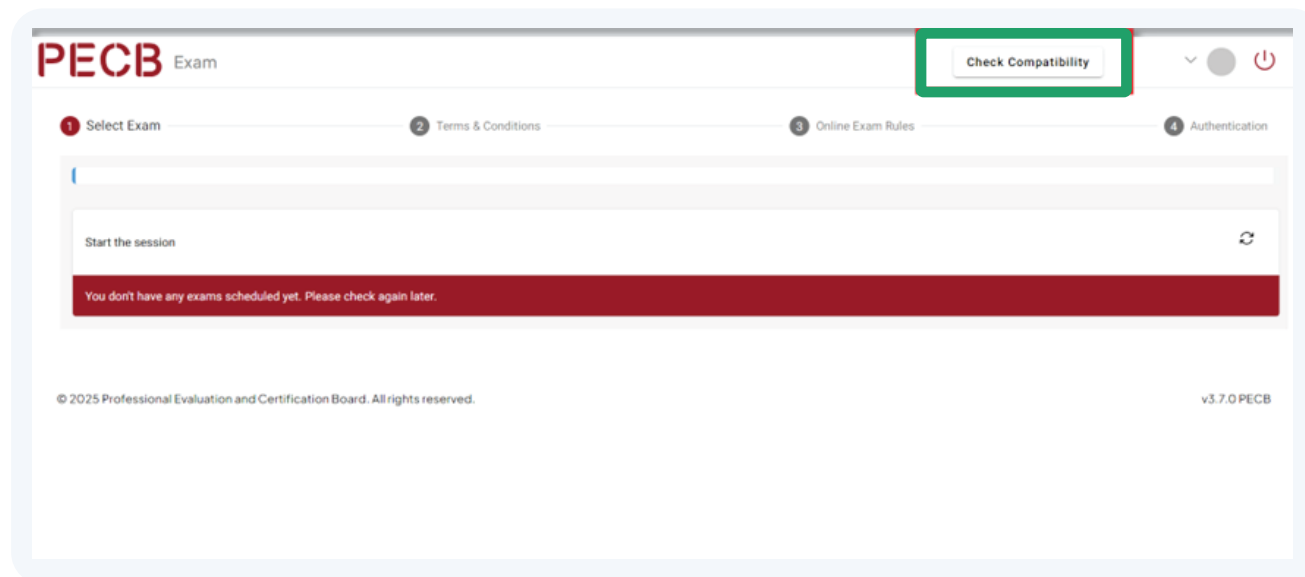 PECB Exam
Check Compatibility
1 Select Exam
2 Terms & Conditions
3 Online Exam Rules
4 Authentication
Start the session
You don't have any exams scheduled yet. Please check again later.
© 2025 Professional Evaluation and Certification Board. All rights reserved.
v3.7.0 PECB